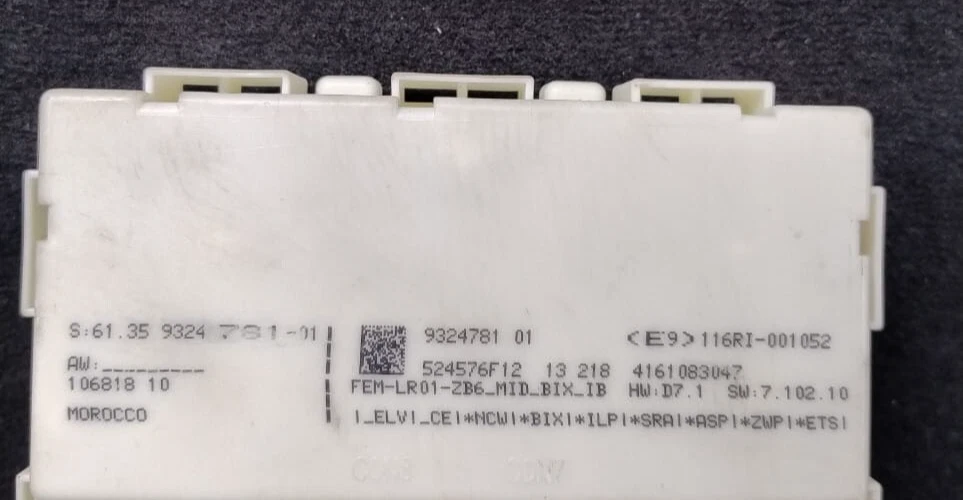 S:61.35 9324 781-01
AW:_________
106818 10
MOROCCO
9324781 01
<E9>116RI-001052
524576F12 13 218 4161083047
FEM-LR01-ZB6_MID_BIX_IB HW:D7.1 SW:7.102.10
|_ELV|_CE|*NCW|*BIX|*ILP|*SRA|*ASP|*ZWP|*ETS|